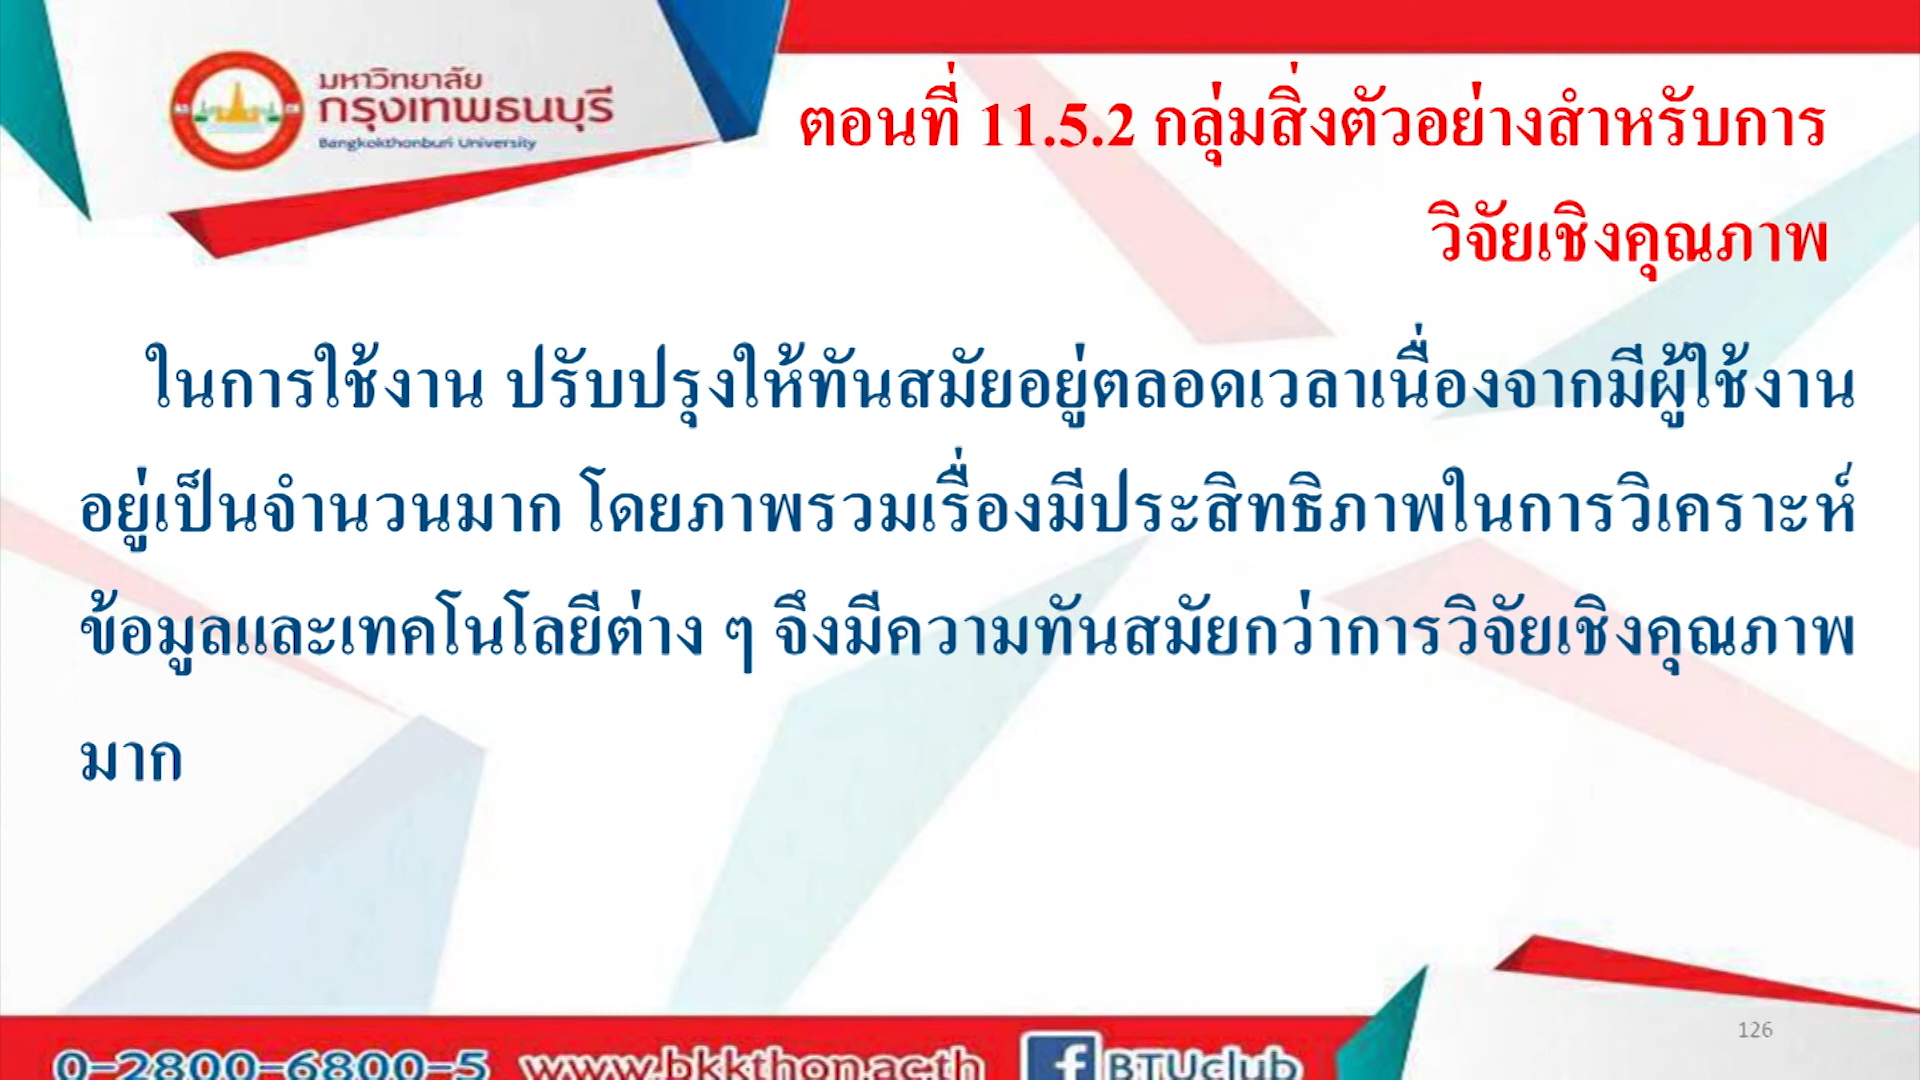 มหาวิทยาลัย
กรุงเทพธนบุรี
Bangkokthonburi University
ตอนที่ 11.5.2 กลุ่มสิ่งตัวอย่างสำหรับการ
วิจัยเชิงคุณภาพ
ในการใช้งาน ปรับปรุงให้ทันสมัยอยู่ตลอดเวลาเนื่องจากมีผู้ใช้งาน
อยู่เป็นจำนวนมาก โดยภาพรวมเรื่องมีประสิทธิภาพในการวิเคราะห์
ข้อมูลและเทคโนโลยีต่าง ๆ จึงมีความทันสมัยกว่าการวิจัยเชิงคุณภาพ
มาก
126
0-2800-6800-5 www.bkkthon.ac.th f BTUclub